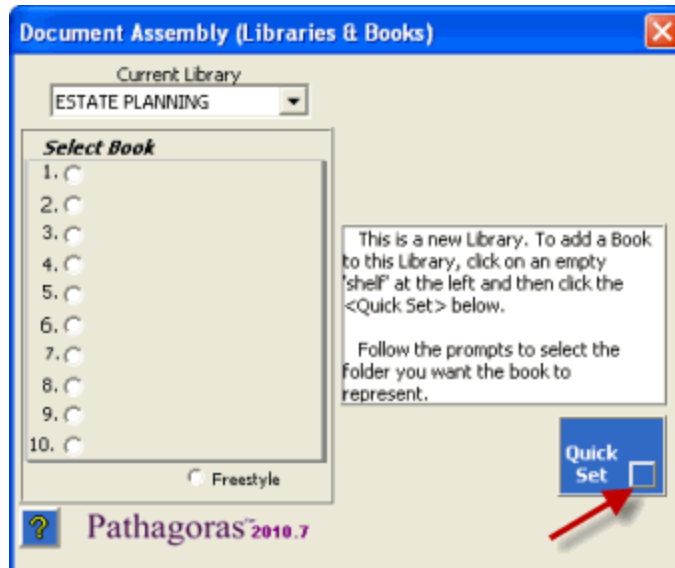 Document Assembly (Libraries & Books)
Current Library
ESTATE PLANNING
Select Book
1.
2.
3.
4.
5.
6.
7.
8.
9.
10.
Freestyle
This is a new Library. To add a Book
to this Library, click on an empty
'shelf' at the left and then click the
<Quick Set> below.
Follow the prompts to select the
folder you want the book to
represent.
Quick
Set
?
Pathagoras™ 2010.7